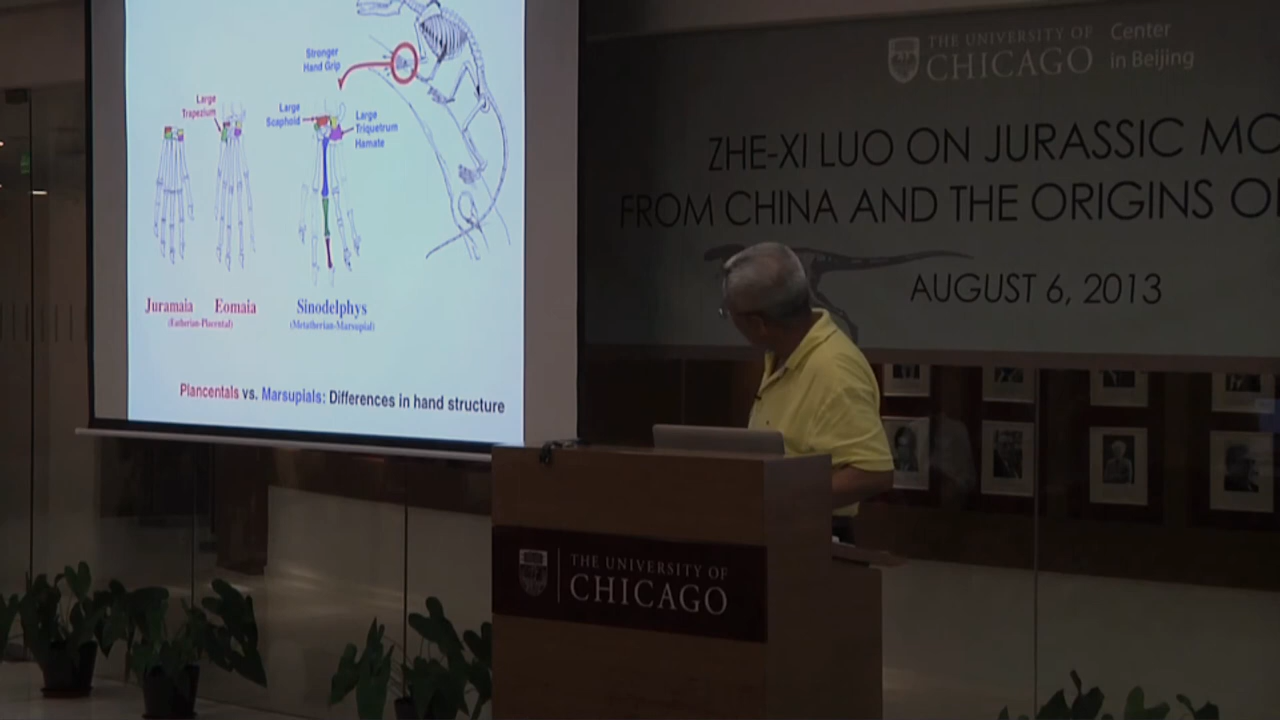 Stronger
Hand Grip
Large
Trapezium
Large
Scaphoid
Large
Triquetrum
Hamate
Juramaia
Eomaia
(Eutherian-Placental)
Sinodelphys
(Metatherian-Marsupial)
Plancentals vs. Marsupials: Differences in hand structure
THE UNIVERSITY OF
CHICAGO
Center
in Beijing
ZHE-XI LUO ON JURASSIC MO
FROM CHINA AND THE ORIGINS O
AUGUST 6, 2013
THE UNIVERSITY OF
CHICAGO